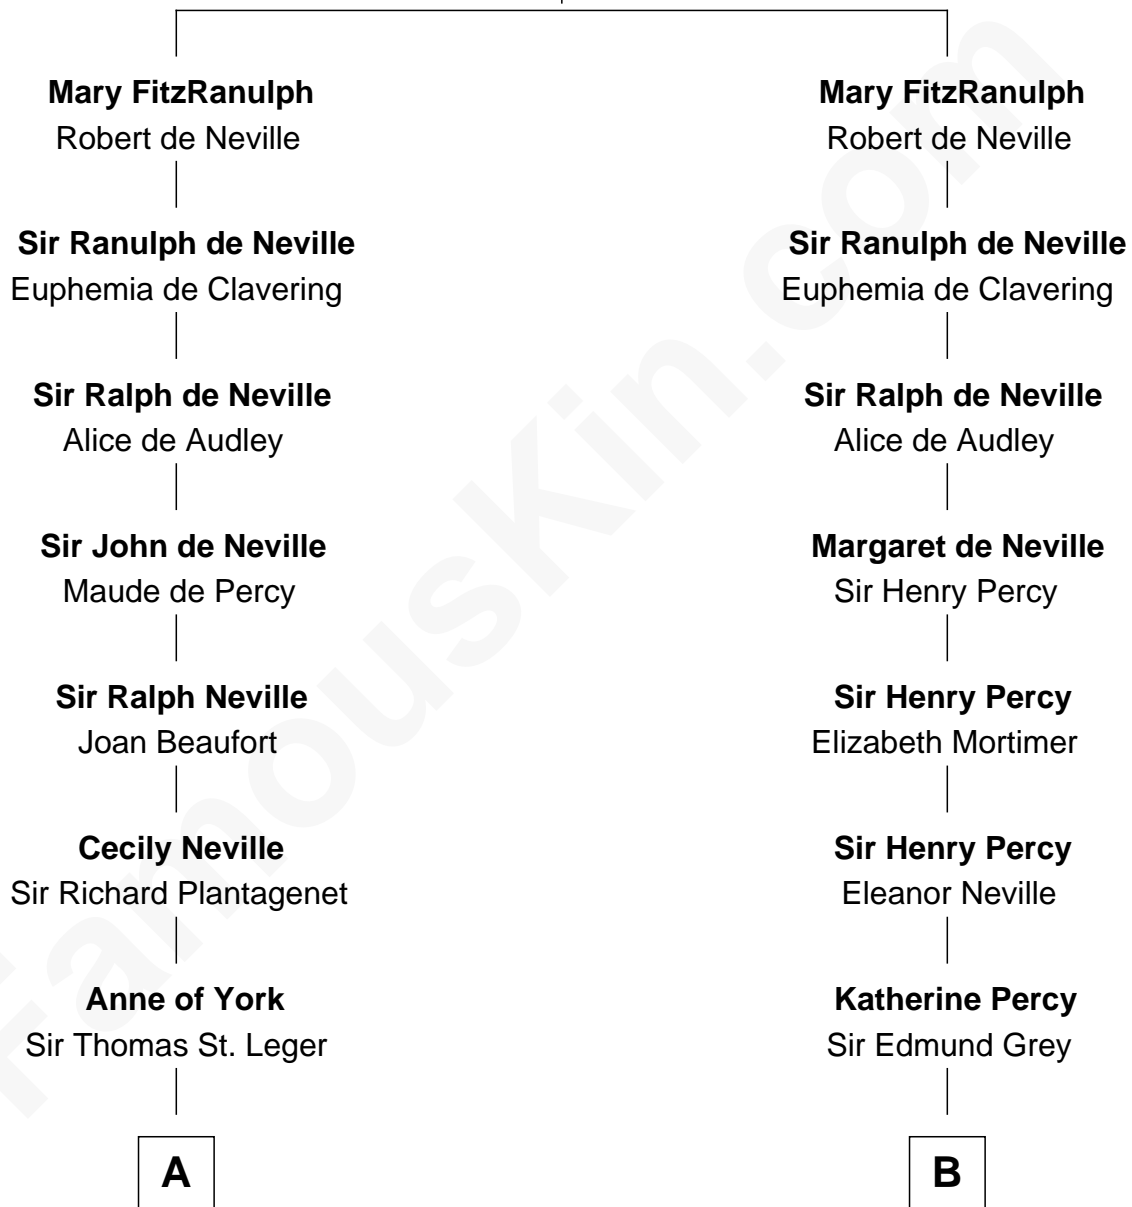 Mary FitzRanulph
Robert de Neville
Sir Ranulph de Neville
Euphemia de Clavering
Sir Ralph de Neville
Alice de Audley
Sir John de Neville
Maude de Percy
Sir Ralph Neville
Joan Beaufort
Cecily Neville
Sir Richard Plantagenet
Anne of York
Sir Thomas St. Leger
A
Mary FitzRanulph
Robert de Neville
Sir Ranulph de Neville
Euphemia de Clavering
Sir Ralph de Neville
Alice de Audley
Margaret de Neville
Sir Henry Percy
Sir Henry Percy
Elizabeth Mortimer
Sir Henry Percy
Eleanor Neville
Katherine Percy
Sir Edmund Grey
B
FamousKin.com